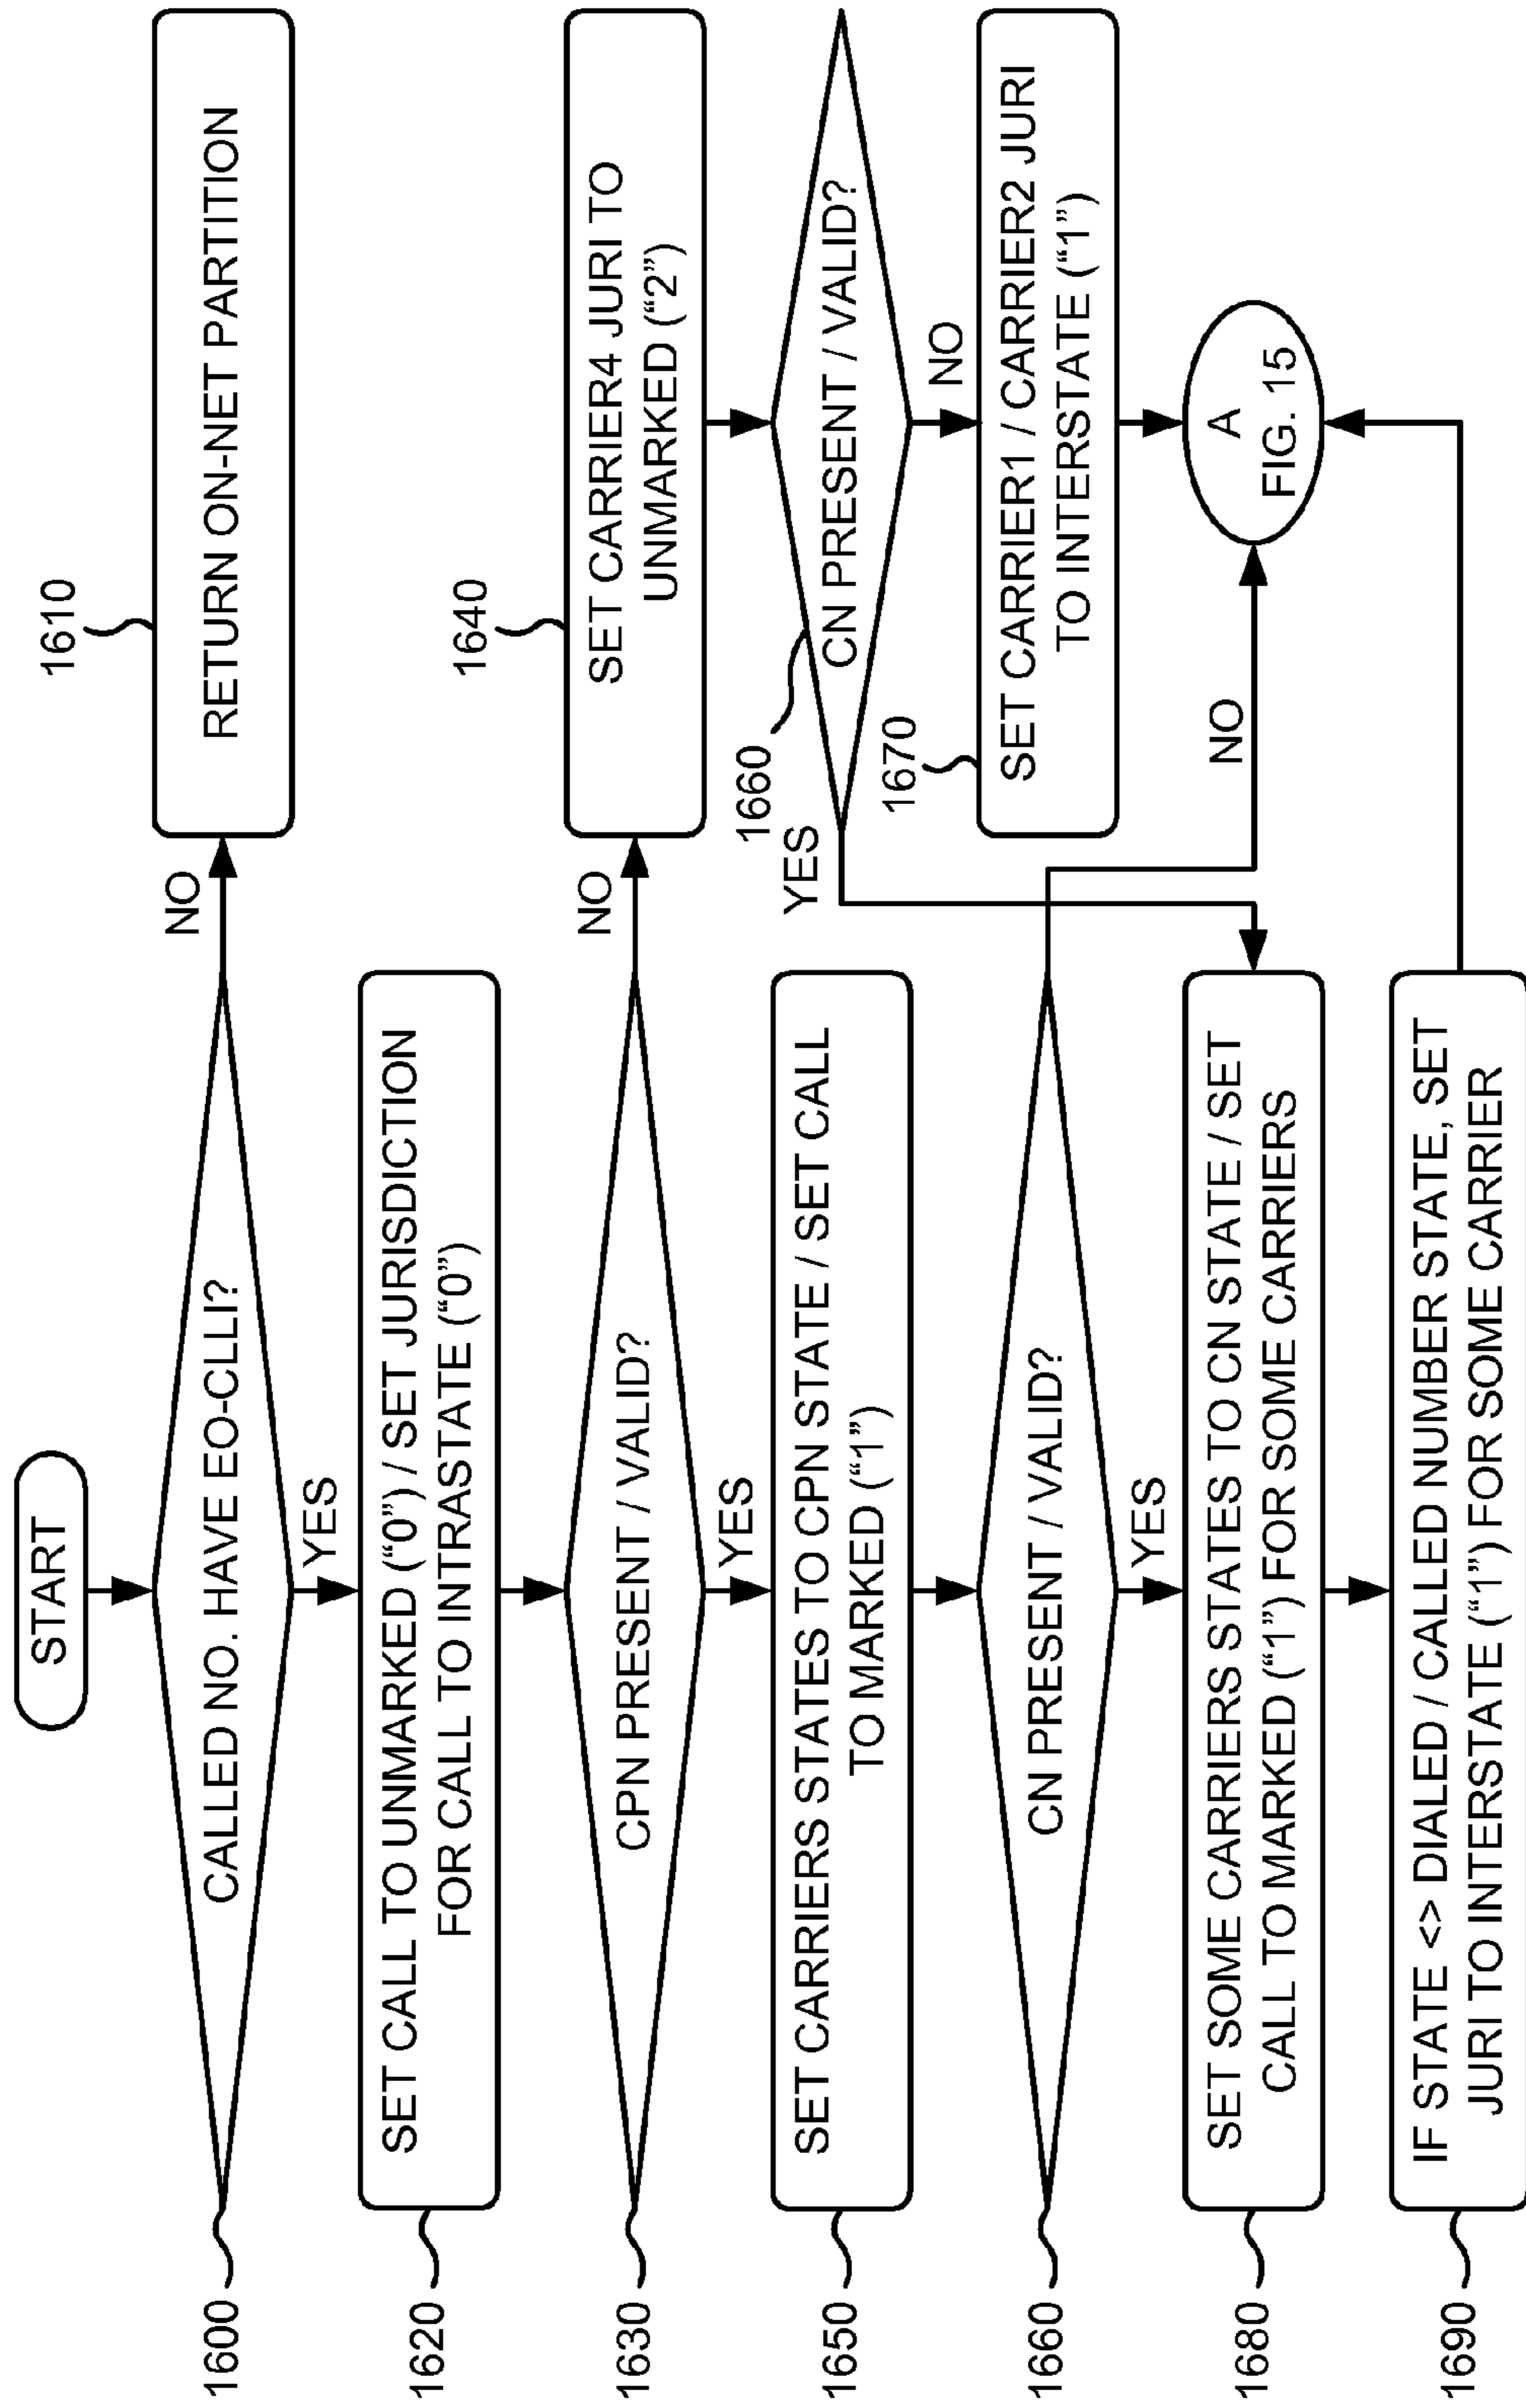 START
1600
CALLED NO. HAVE EO-CLLI?
NO
1610
RETURN ON-NET PARTITION
YES
1620
SET CALL TO UNMARKED (“0”) / SET JURISDICTION
FOR CALL TO INTRASTATE (“0”)
1630
CPN PRESENT / VALID?
NO
1640
SET CARRIER4 JURI TO
UNMARKED (“2”)
YES
1650
SET CARRIERS STATES TO CPN STATE / SET CALL
TO MARKED (“1”)
1660
CN PRESENT / VALID?
YES
NO
1660
CN PRESENT / VALID?
YES
NO
1670
SET CARRIER1 / CARRIER2 JURI
TO INTERSTATE (“1”)
1680
SET SOME CARRIERS STATES TO CN STATE / SET
CALL TO MARKED (“1”) FOR SOME CARRIERS
A
FIG. 15
1690
IF STATE <> DIALED / CALLED NUMBER STATE, SET
JURI TO INTERSTATE (“1”) FOR SOME CARRIER